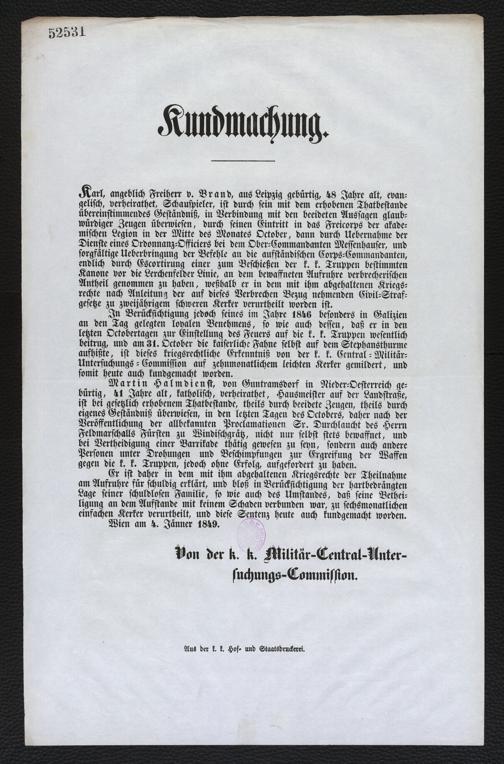 52531
Kundmachung.
Karl, angeblich Freiherr v. Brand, aus Leipzig gebürtig, 48 Jahre alt, evan-
gelisch, verheirathet, Schauspieler, ist durch sein mit dem erhobenen Thatbestande
übereinstimmendes Geständniß, in Verbindung mit den beeideten Aussagen glaub-
würdiger Zeugen überwiesen, durch seinen Eintritt in das Freicorps der akade-
mischen Legion in der Mitte des Monates October, dann durch Uebernahme der
Dienste eines Ordonnanz-Officiers bei dem Ober-Commandanten Messenhauser, und
sorgfältige Ueberbringung der Befehle an die aufständischen Corps-Commandanten,
endlich durch Escortirung einer zum Beschießen der k. k. Truppen bestimmten
Kanone vor die Lerchenfelder Linie, an dem bewaffneten Aufruhre verbrecherischen
Antheil genommen zu haben, weßhalb er in dem mit ihm abgehaltenen Kriegs-
rechte nach Anleitung der auf dieses Verbrechen Bezug nehmenden Civil-Straf-
gesetze zu zweijährigem schweren Kerker verurtheilt worden ist.
In Berücksichtigung jedoch seines im Jahre 1846 besonders in Galizien
an den Tag gelegten loyalen Benehmens, so wie auch dessen, daß er in den
letzten Octobertagen zur Einstellung des Feuers auf die k. k. Truppen wesentlich
beitrug, und am 31. October die kaiserliche Fahne selbst auf dem Stephansthurme
aufhißte, ist dieses kriegsrechtliche Erkenntniß von der k. k. Central-Militär-
Untersuchungs-Commission auf zehnmonatlichem leichten Kerker gemildert, und
somit heute auch kundgemacht worden.
Martin Halmdienst, von Guntramsdorf in Nieder-Oesterreich ge-
bürtig, 41 Jahre alt, katholisch, verheirathet, Hausmeister auf der Landstraße,
ist bei gesetzlich erhobenem Thatbestande, theils durch beeidete Zeugen, theils durch
eigenes Geständniß überwiesen, in den letzten Tagen des Octobers, daher nach der
Veröffentlichung der allbekannten Proclamationen Sr. Durchlaucht des Herrn
Feldmarschalls Fürsten zu Windischgrätz, nicht nur selbst stets bewaffnet, und
bei Vertheidigung einer Barrikade thätig gewesen zu seyn, sondern auch andere
Personen unter Drohungen und Beschimpfungen zur Ergreifung der Waffen
gegen die k. k. Truppen, jedoch ohne Erfolg, aufgefordert zu haben.
Er ist daher in dem mit ihm abgehaltenen Kriegsrechte der Theilnahme
am Aufruhre für schuldig erklärt, und bloß in Berücksichtigung der hartbedrängten
Lage seiner schuldlosen Familie, so wie auch des Umstandes, daß seine Bethei-
ligung an dem Aufstande mit keinem Schaden verbunden war, zu sechsmonatlichen
einfachen Kerker verurtheilt, und diese Sentenz heute auch kundgemacht worden.
Wien am 4. Jänner 1849.
Von der k. k. Militär-Central-Unter-
suchungs-Commission.
Aus der k. k. Hof- und Staatsdruckerei.